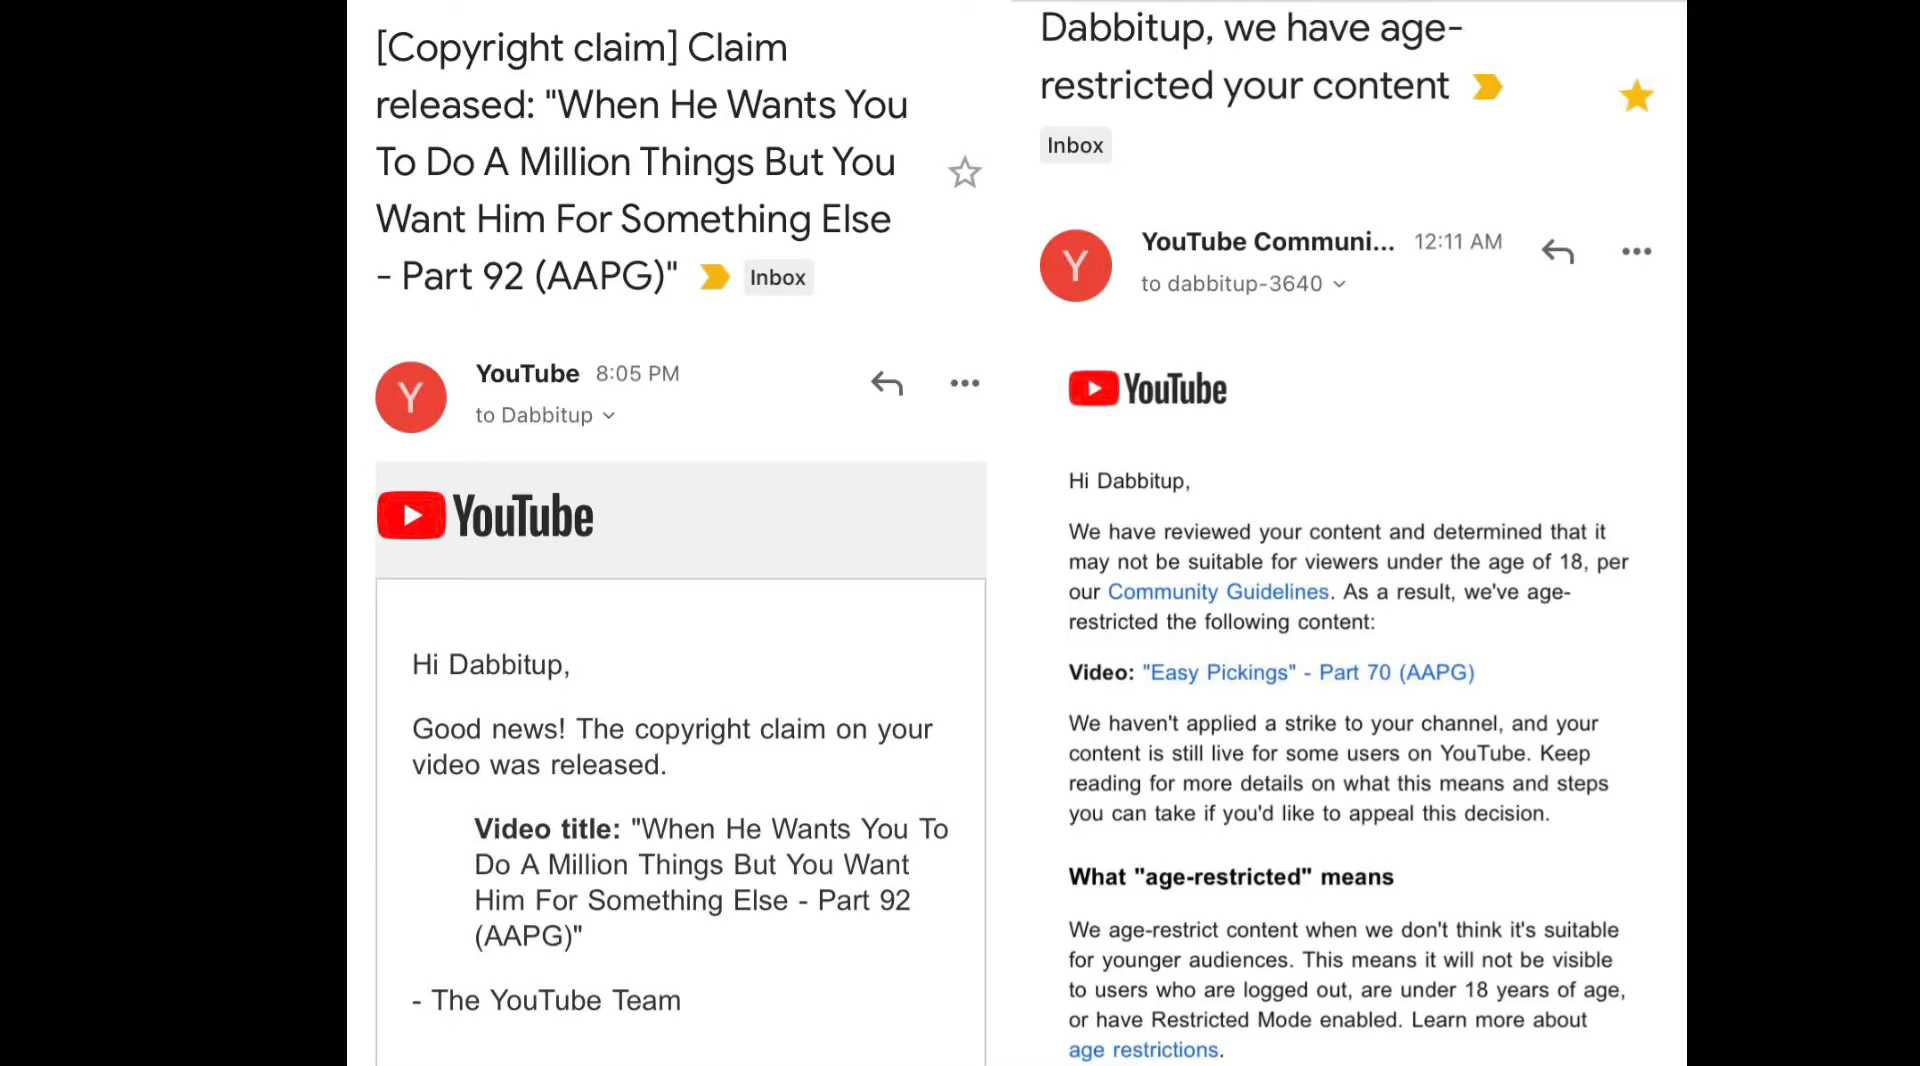 [Copyright claim] Claim
released: "When He Wants You
To Do A Million Things But You
Want Him For Something Else
- Part 92 (AAPG)" Inbox
Y
YouTube 8:05 PM
to Dabbitup
YouTube
Hi Dabbitup,
Good news! The copyright claim on your
video was released.
Video title: "When He Wants You To
Do A Million Things But You Want
Him For Something Else - Part 92
(AAPG)"
- The YouTube Team
Dabbitup, we have age-
restricted your content
Inbox
Y
YouTube Communi... 12:11 AM
to dabbitup-3640
YouTube
Hi Dabbitup,
We have reviewed your content and determined that it
may not be suitable for viewers under the age of 18, per
our Community Guidelines. As a result, we've age-
restricted the following content:
Video: "Easy Pickings" - Part 70 (AAPG)
We haven't applied a strike to your channel, and your
content is still live for some users on YouTube. Keep
reading for more details on what this means and steps
you can take if you'd like to appeal this decision.
What "age-restricted" means
We age-restrict content when we don't think it's suitable
for younger audiences. This means it will not be visible
to users who are logged out, are under 18 years of age,
or have Restricted Mode enabled. Learn more about
age restrictions.